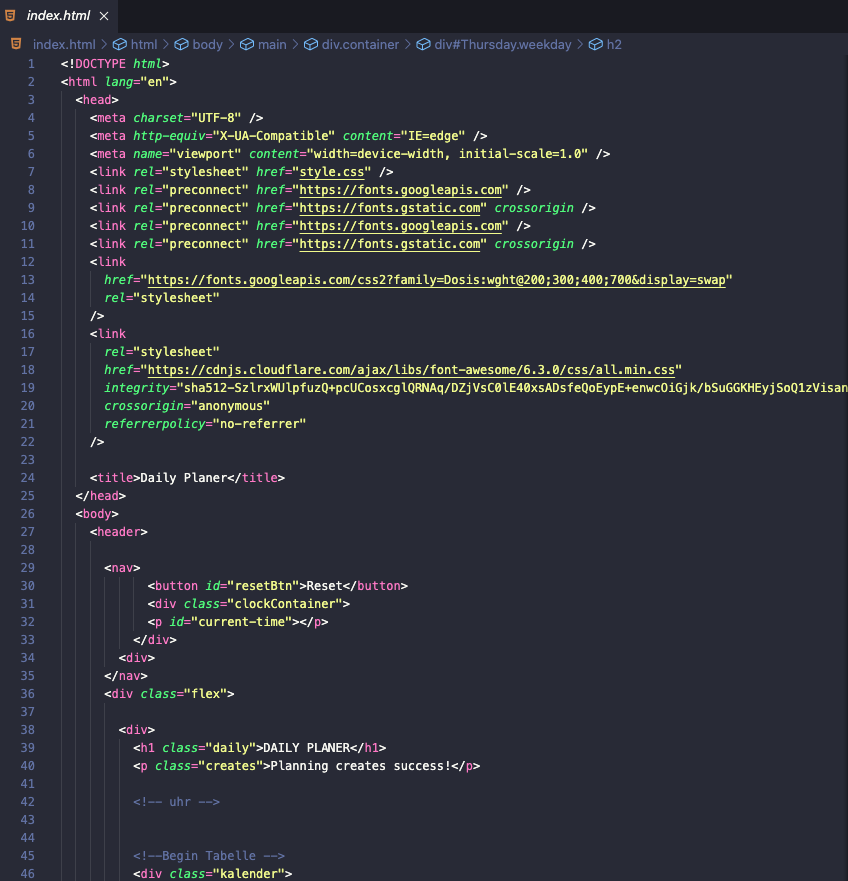 index.html ×
index.html > html > body > main > div.container > div#Thursday.weekday > h2
1 <!DOCTYPE html>
2 <html lang="en">
3 <head>
4 <meta charset="UTF-8" />
5 <meta http-equiv="X-UA-Compatible" content="IE=edge" />
6 <meta name="viewport" content="width=device-width, initial-scale=1.0" />
7 <link rel="stylesheet" href="style.css" />
8 <link rel="preconnect" href="https://fonts.googleapis.com" />
9 <link rel="preconnect" href="https://fonts.gstatic.com" crossorigin />
10 <link rel="preconnect" href="https://fonts.googleapis.com" />
11 <link rel="preconnect" href="https://fonts.gstatic.com" crossorigin />
12 <link
13 href="https://fonts.googleapis.com/css2?family=Dosis:wght@200;300;400;700&display=swap"
14 rel="stylesheet"
15 />
16 <link
17 rel="stylesheet"
18 href="https://cdnjs.cloudflare.com/ajax/libs/font-awesome/6.3.0/css/all.min.css"
19 integrity="sha512-SzlrxWUlpfuzQ+pcUCosxcglQRNAq/DZjVsC0lE40xsADsfeQoEypE+enwcOiGjk/bSuGGKHEyjSoQ1zVisan
20 crossorigin="anonymous"
21 referrerpolicy="no-referrer"
22 />
23
24 <title>Daily Planer</title>
25 </head>
26 <body>
27 <header>
28
29 <nav>
30 <button id="resetBtn">Reset</button>
31 <div class="clockContainer">
32 <p id="current-time"></p>
33 </div>
34 <div>
35 </nav>
36 <div class="flex">
37
38 <div>
39 <h1 class="daily">DAILY PLANER</h1>
40 <p class="creates">Planning creates success!</p>
41
42 <!-- uhr -->
43
44
45 <!--Begin Tabelle -->
46 <div class="kalender">